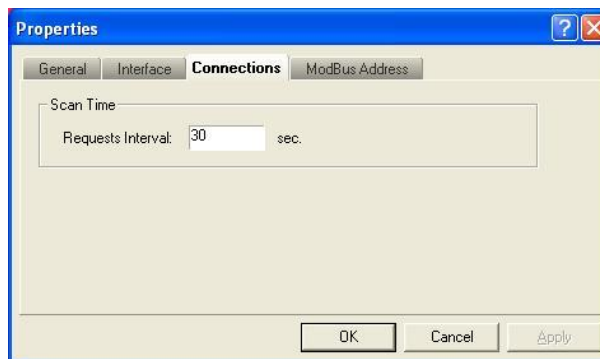 Properties
General Interface Connections ModBus Address
Scan Time
Requests Interval: 30 sec.
OK Cancel Apply